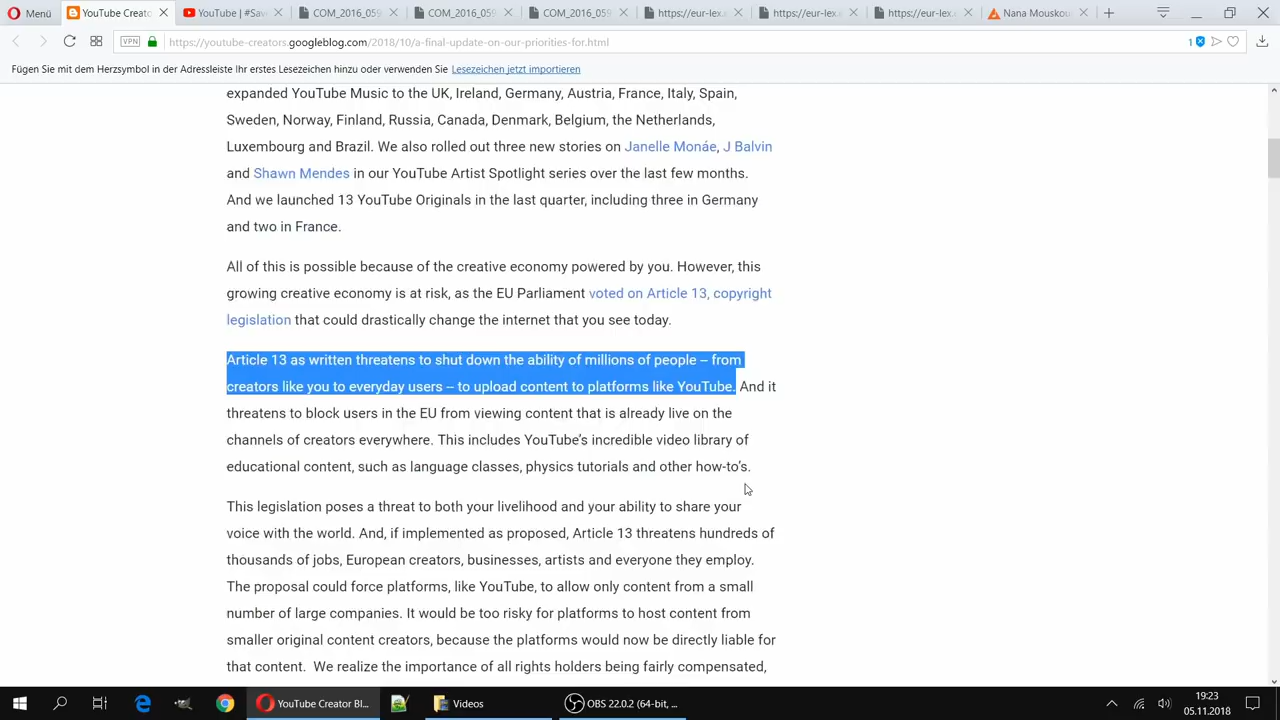 Menü
YouTube Creato
YouTube | #Save
COM_2016_059
COM_2016_059
COM_2016_059
https://eur-lex.
https://eur-lex.
https://eur-lex.
Nana Mouskou
VPN
https://youtube-creators.googleblog.com/2018/10/a-final-update-on-our-priorities-for.html
1
Fügen Sie mit dem Herzsymbol in der Adressleiste Ihr erstes Lesezeichen hinzu oder verwenden Sie Lesezeichen jetzt importieren
expanded YouTube Music to the UK, Ireland, Germany, Austria, France, Italy, Spain,
Sweden, Norway, Finland, Russia, Canada, Denmark, Belgium, the Netherlands,
Luxembourg and Brazil. We also rolled out three new stories on Janelle Monáe, J Balvin
and Shawn Mendes in our YouTube Artist Spotlight series over the last few months.
And we launched 13 YouTube Originals in the last quarter, including three in Germany
and two in France.
All of this is possible because of the creative economy powered by you. However, this
growing creative economy is at risk, as the EU Parliament voted on Article 13, copyright
legislation that could drastically change the internet that you see today.
Article 13 as written threatens to shut down the ability of millions of people -- from
creators like you to everyday users -- to upload content to platforms like YouTube. And it
threatens to block users in the EU from viewing content that is already live on the
channels of creators everywhere. This includes YouTube's incredible video library of
educational content, such as language classes, physics tutorials and other how-to's.
This legislation poses a threat to both your livelihood and your ability to share your
voice with the world. And, if implemented as proposed, Article 13 threatens hundreds of
thousands of jobs, European creators, businesses, artists and everyone they employ.
The proposal could force platforms, like YouTube, to allow only content from a small
number of large companies. It would be too risky for platforms to host content from
smaller original content creators, because the platforms would now be directly liable for
that content. We realize the importance of all rights holders being fairly compensated,
YouTube Creator Bl...
Videos
OBS 22.0.2 (64-bit, ...
19:23
05.11.2018